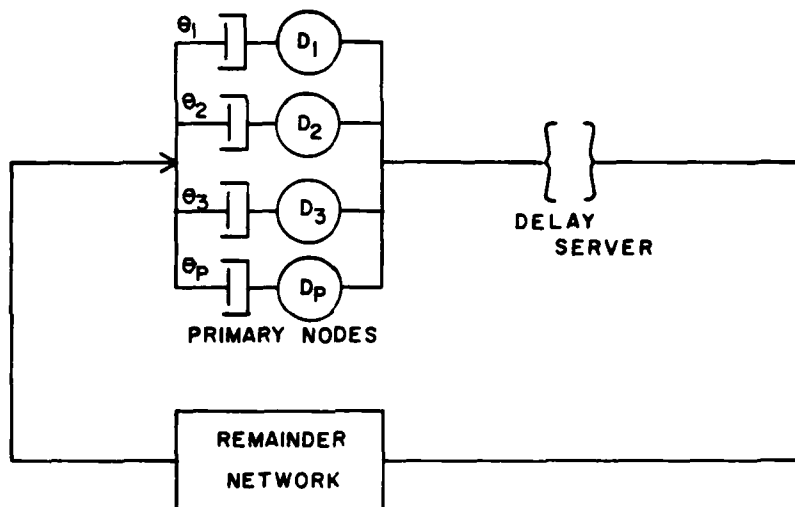 θ1
D1
θ2
D2
θ3
D3
θP
DP
PRIMARY NODES
DELAY
SERVER
REMAINDER
NETWORK